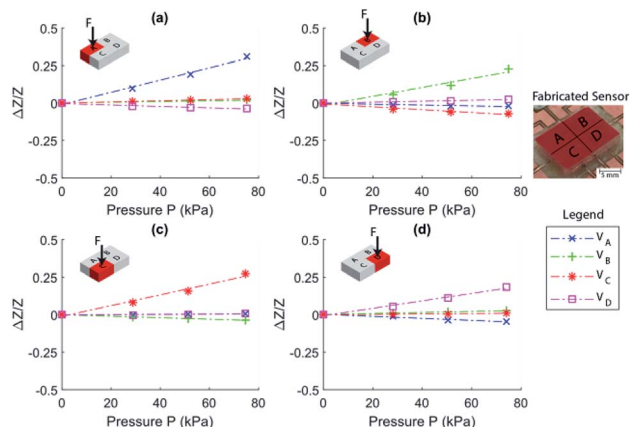 (a)
F
B
D
C
0.5
0.25
0
-0.25
-0.5
ΔZ/Z
0
20
40
60
80
Pressure P (kPa)
(b)
F
A
D
C
0.5
0.25
0
-0.25
-0.5
ΔZ/Z
0
20
40
60
80
Pressure P (kPa)
Fabricated Sensor
A
B
C
D
5 mm
(c)
F
A
B
D
0.5
0.25
0
-0.25
-0.5
ΔZ/Z
0
20
40
60
80
Pressure P (kPa)
(d)
F
A
B
C
0.5
0.25
0
-0.25
-0.5
ΔZ/Z
0
20
40
60
80
Pressure P (kPa)
Legend
V_A
V_B
V_C
V_D